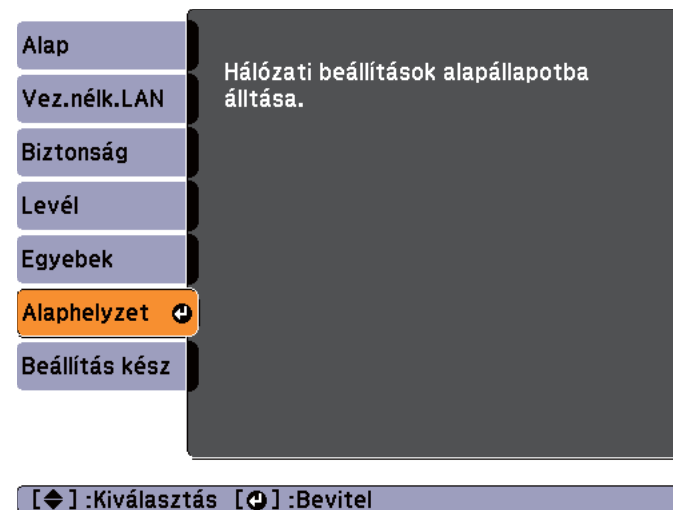 Alap
Vez.nélk.LAN
Biztonság
Levél
Egyebek
Alaphelyzet
Beállítás kész
Hálózati beállítások alapállapotba
álltása.
[◆] :Kiválasztás [⏎] :Bevitel